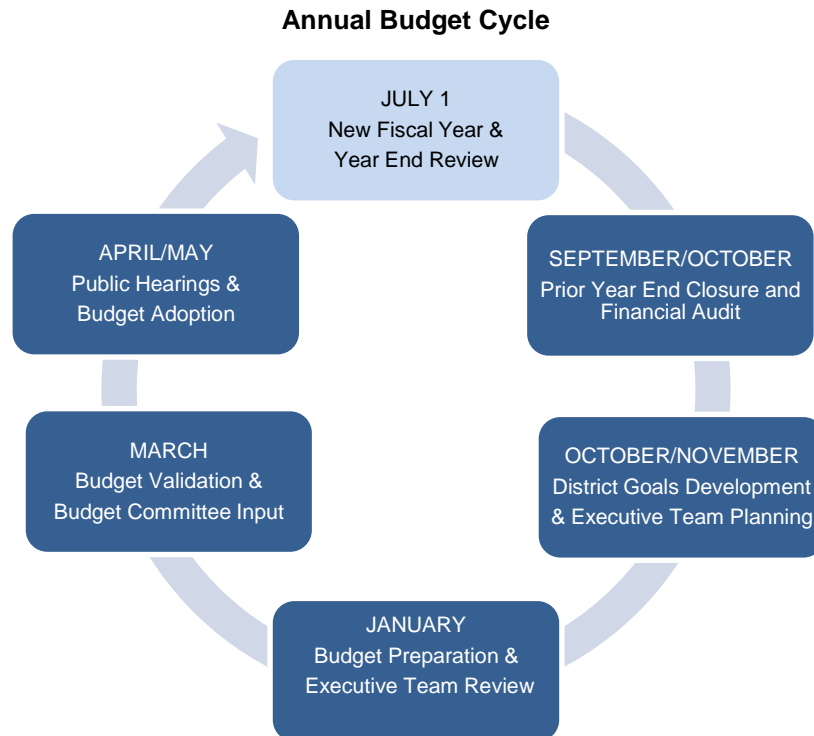 Annual Budget Cycle
JULY 1
New Fiscal Year &
Year End Review
SEPTEMBER/OCTOBER
Prior Year End Closure and
Financial Audit
OCTOBER/NOVEMBER
District Goals Development
& Executive Team Planning
JANUARY
Budget Preparation &
Executive Team Review
MARCH
Budget Validation &
Budget Committee Input
APRIL/MAY
Public Hearings &
Budget Adoption